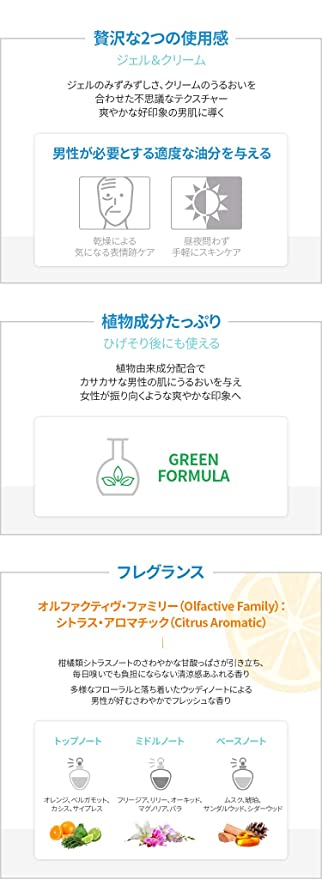 贅沢な2つの使用感
ジェル＆クリーム
ジェルのみずみずしさ、クリームのうるおいを
合わせた不思議なテクスチャー
爽やかな好印象の男肌に導く
男性が必要とする適度な油分を与える
乾燥による
気になる表情跡ケア
昼夜問わず
手軽にスキンケア
植物成分たっぷり
ひげそり後にも使える
植物由来成分配合で
カサカサな男性の肌にうるおいを与え
女性が振り向くような爽やかな印象へ
GREEN
FORMULA
フレグランス
オルファクティヴ・ファミリー（Olfactive Family）：
シトラス・アロマチック（Citrus Aromatic）
柑橘類シトラスノートのさわやかな甘酸っぱさが引き立ち、
毎日嗅いでも負担にならない清涼感あふれる香り
多様なフローラルと落ち着いたウッディノートによる
男性が好むさわやかでフレッシュな香り
トップノート
ミドルノート
ベースノート
オレンジ、ベルガモット、
カシス、サイプレス
フリージア、リリー、オーキッド、
マグノリア、バラ
ムスク、琥珀、
サンダルウッド、シダーウッド